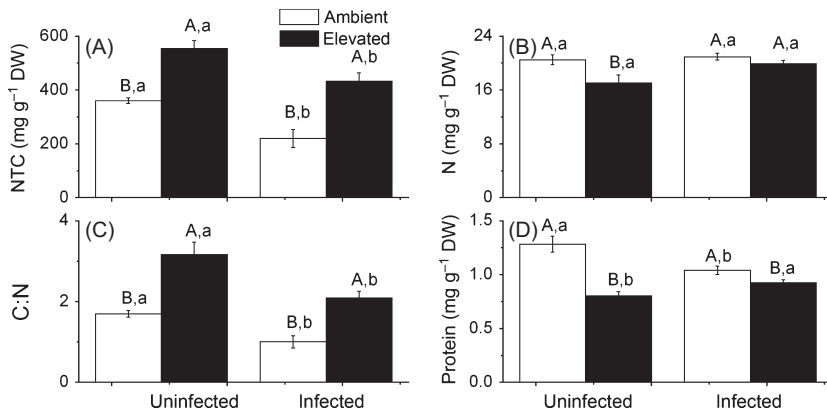 Ambient
Elevated
(A)
NTC (mg g⁻¹ DW)
600
400
200
0
B,a
A,a
B,b
A,b
(B)
N (mg g⁻¹ DW)
24
16
8
0
A,a
B,a
A,a
A,a
(C)
C:N
4
2
0
B,a
A,a
B,b
A,b
Uninfected
Infected
(D)
Protein (mg g⁻¹ DW)
1.5
1.0
0.5
0.0
A,a
B,b
A,b
B,a
Uninfected
Infected